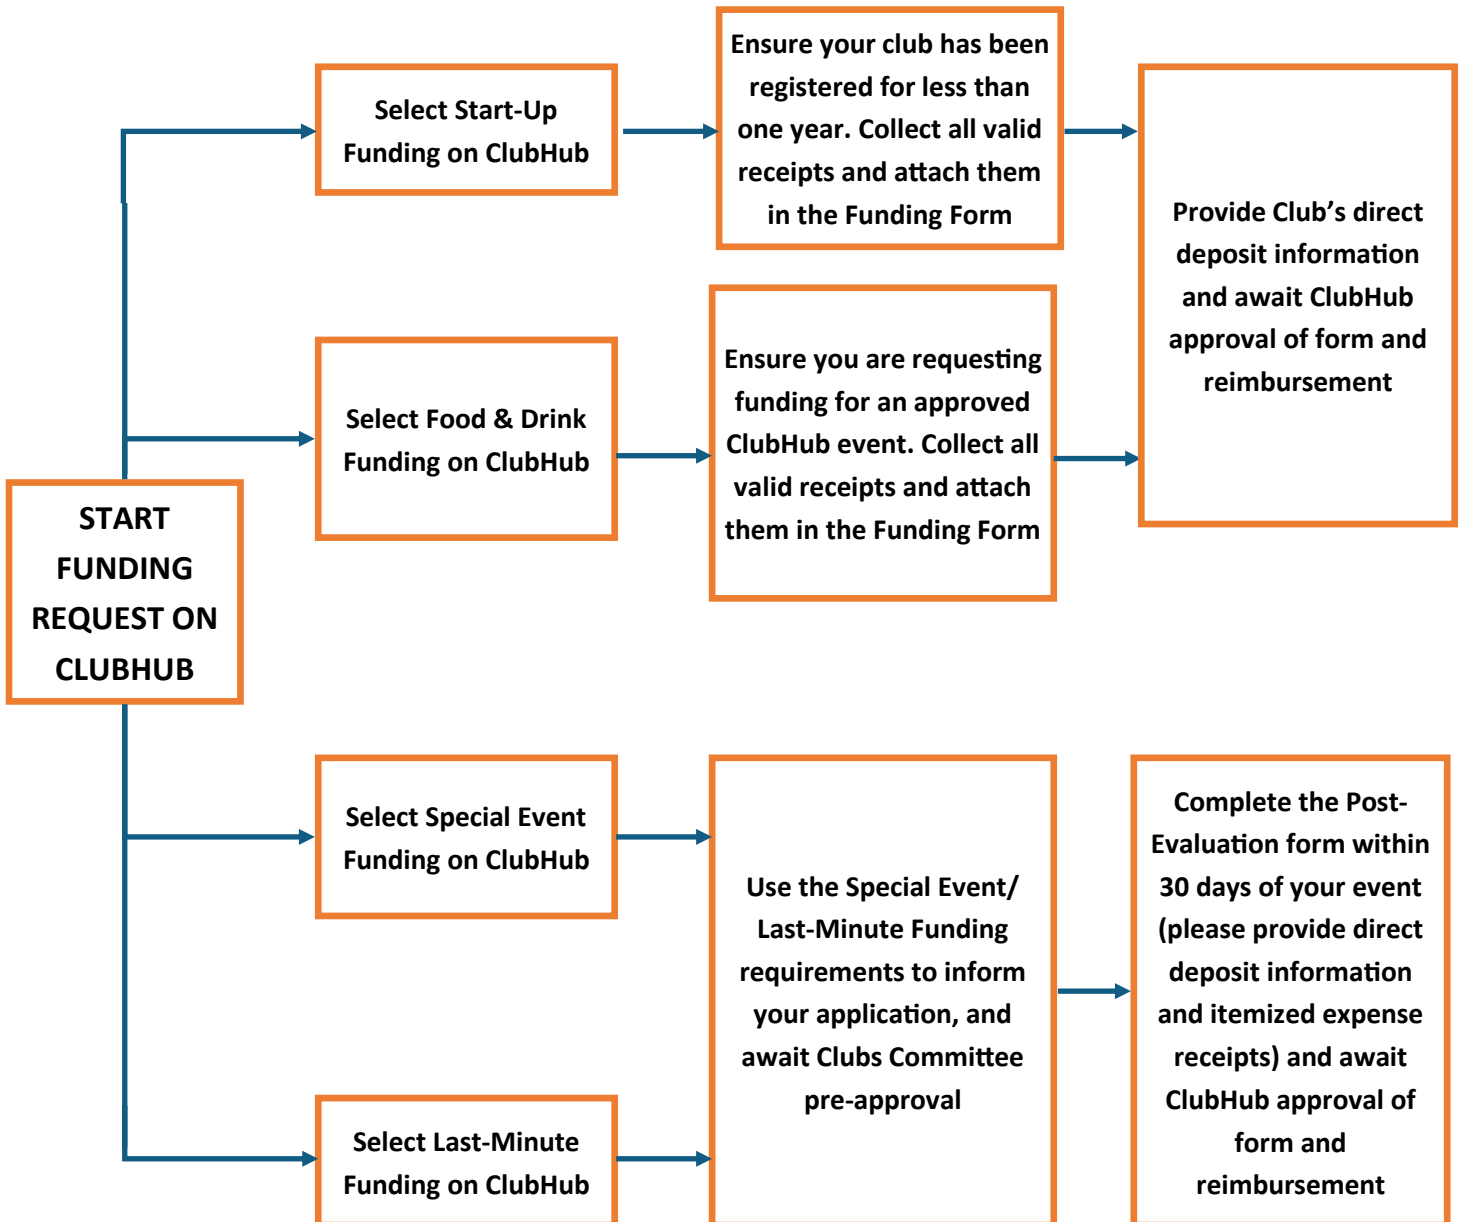 Select Start-Up
Funding on ClubHub
Ensure your club has been
registered for less than
one year. Collect all valid
receipts and attach them
in the Funding Form
Provide Club’s direct
deposit information
and await ClubHub
approval of form and
reimbursement
Select Food & Drink
Funding on ClubHub
Ensure you are requesting
funding for an approved
ClubHub event. Collect all
valid receipts and attach
them in the Funding Form
START
FUNDING
REQUEST ON
CLUBHUB
Select Special Event
Funding on ClubHub
Select Last-Minute
Funding on ClubHub
Use the Special Event/
Last-Minute Funding
requirements to inform
your application, and
await Clubs Committee
pre-approval
Complete the Post-
Evaluation form within
30 days of your event
(please provide direct
deposit information
and itemized expense
receipts) and await
ClubHub approval of
form and
reimbursement